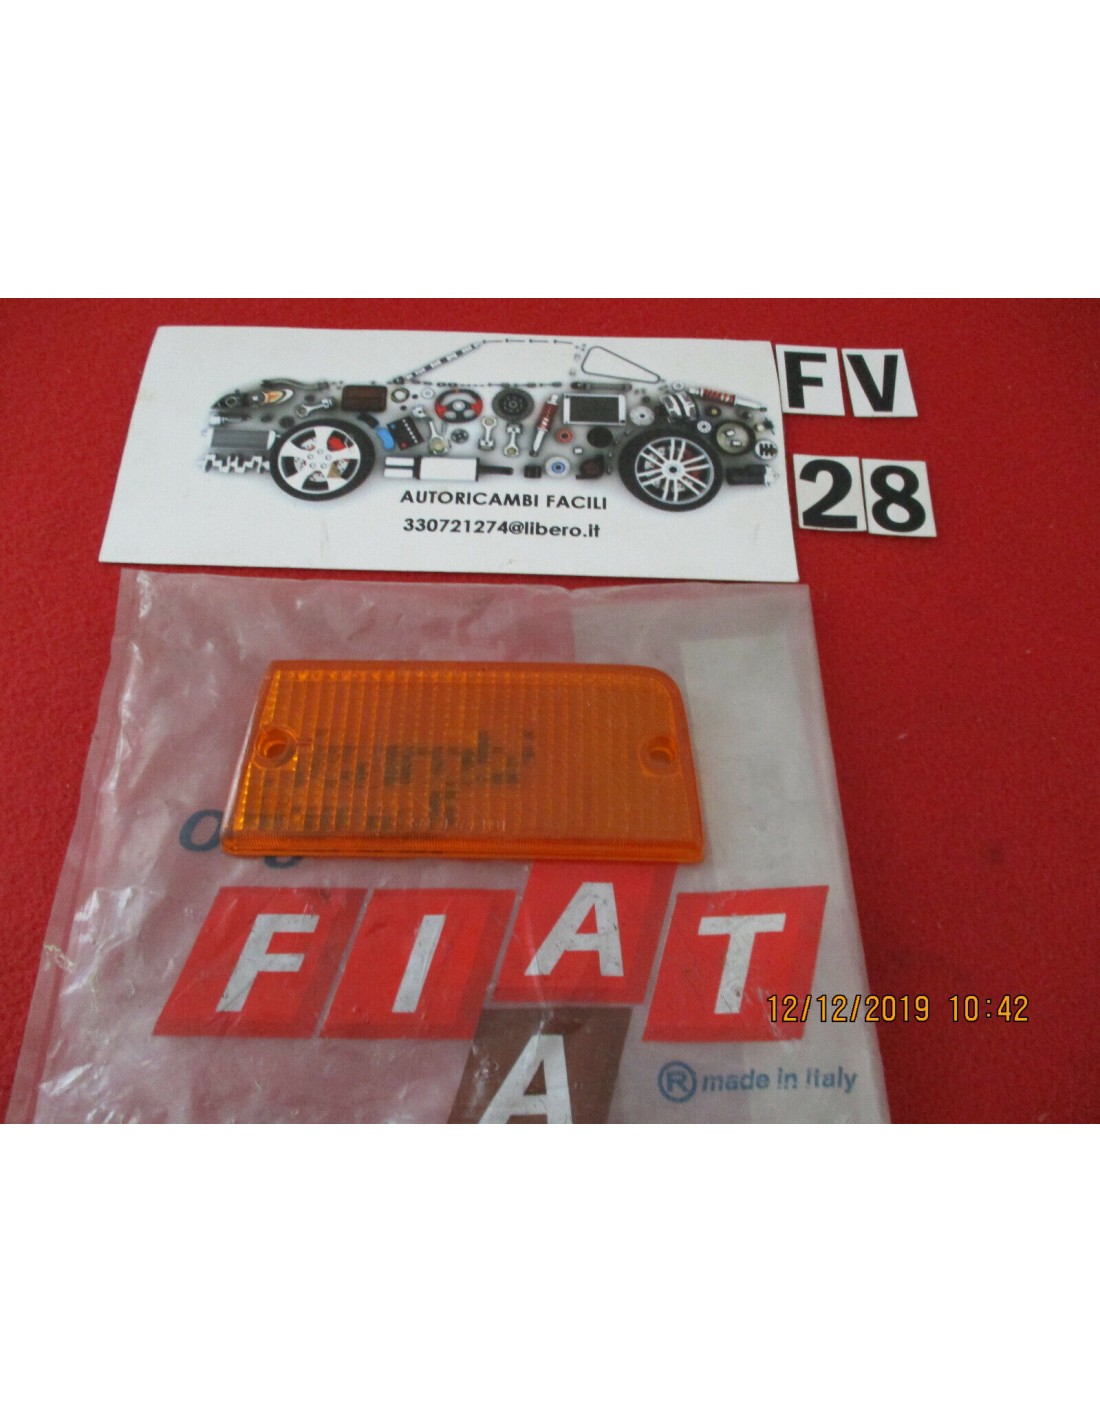 FV
28
AUTORICAMBI FACILI
330721274@libero.it
FIAT
A
12/12/2019 10:42
® made in Italy